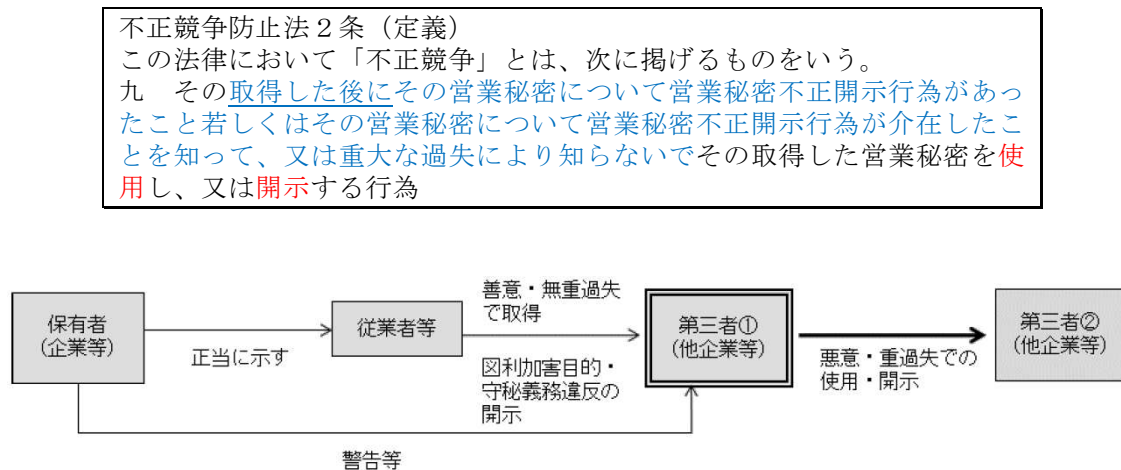 不正競争防止法２条（定義）
この法律において「不正競争」とは、次に掲げるものをいう。
九　その取得した後にその営業秘密について営業秘密不正開示行為があっ
たこと若しくはその営業秘密について営業秘密不正開示行為が介在したこ
とを知って、又は重大な過失により知らないでその取得した営業秘密を使
用し、又は開示する行為
保有者
(企業等)
正当に示す
従業者等
善意・無重過失
で取得
図利加害目的・
守秘義務違反の
開示
第三者①
(他企業等)
悪意・重過失での
使用・開示
第三者②
(他企業等)
警告等